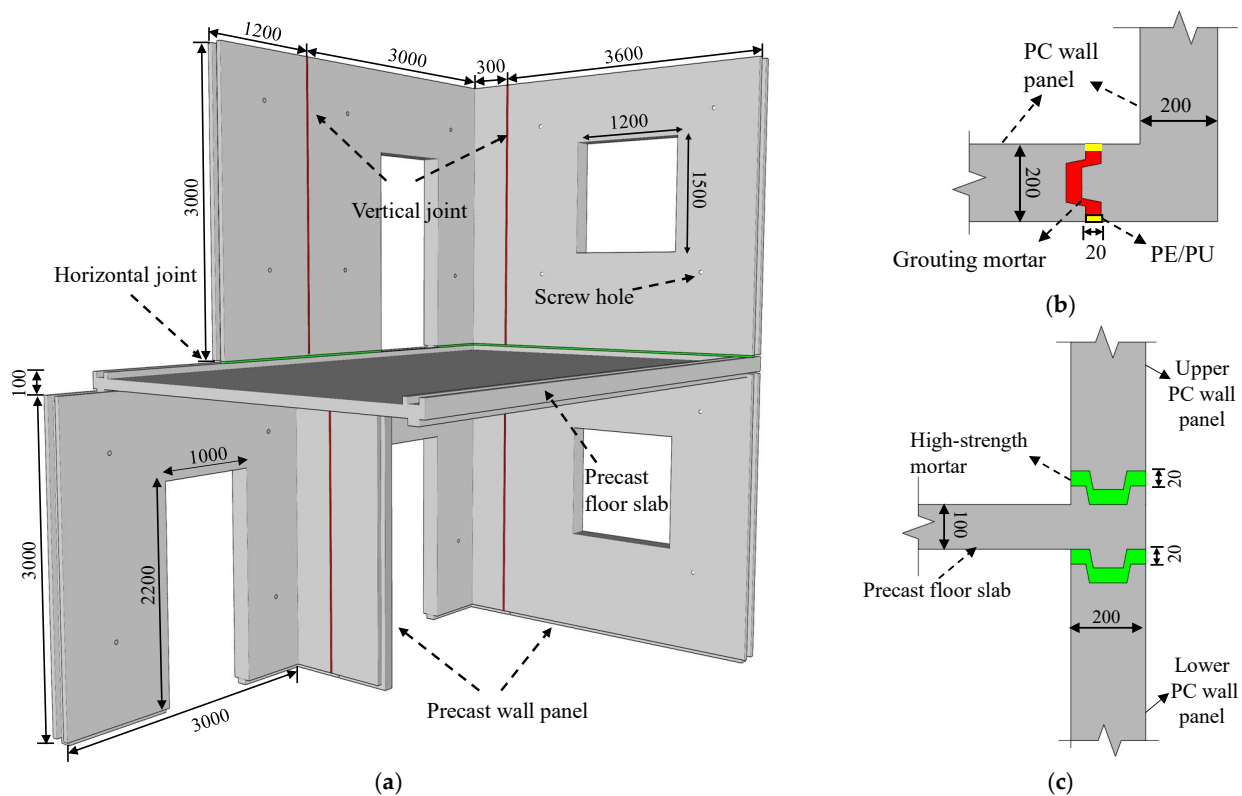 1200
3000
300
3600
1200
3000
1500
Vertical joint
Horizontal joint
Screw hole
100
1000
Precast
floor slab
3000
2200
3000
Precast wall panel
(a)
PC wall
panel
200
200
Grouting mortar
20
PE/PU
(b)
Upper
PC wall
panel
High-strength
mortar
20
100
20
Precast floor slab
200
Lower
PC wall
panel
(c)